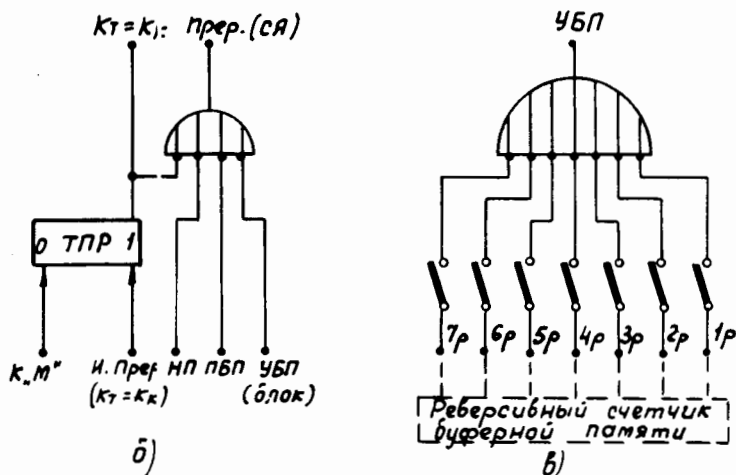 Кт=К): Прер.(ся)
0 ТПР 1
К„М" И. Прер НП ПБП УБП
(Кт=Кк) (блок)
б)
УБП
7р 6р 5р 4р 3р 2р 1р
Реверсивный счетчик
буферной памяти
в)